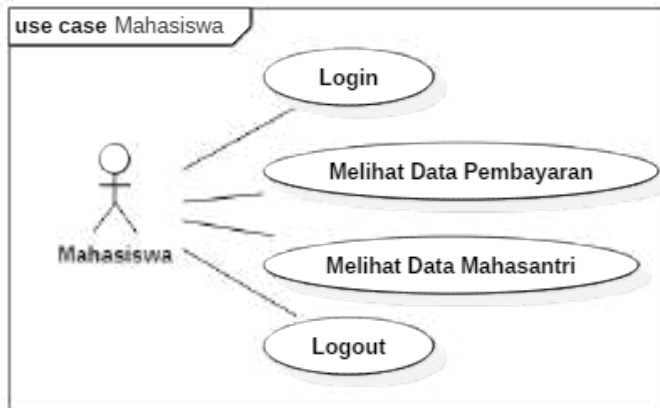 use case Mahasiswa
Login
Melihat Data Pembayaran
Mahasiswa
Melihat Data Mahasantri
Logout